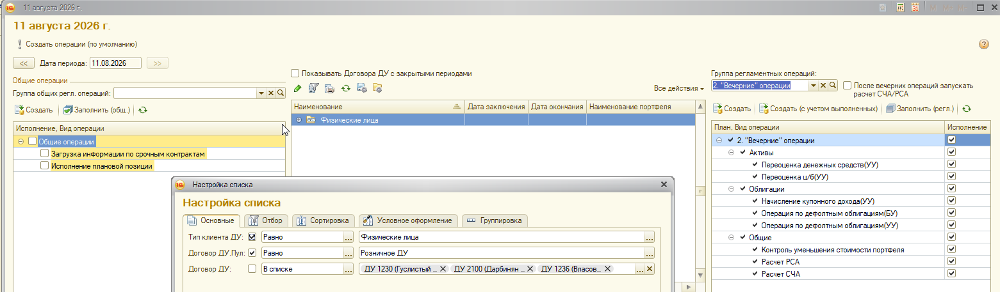 11 августа 2026 г.
11 августа 2026 г.
Создать операции (по умолчанию)
<< Дата периода: 11.08.2026 >>
Общие операции
Группа общих регл. операций:
Создать Заполнить (общ.)
Исполнение, Вид операции
Общие операции
Загрузка информации по срочным контрактам
Исполнение плановой позиции
Показывать Договора ДУ с закрытыми периодами
Все действия
Наименование Дата заключения Дата окончания Наименование портфеля
Физические лица
Группа регламентных операций:
2. "Вечерние" операции
После вечерних операций запускать
расчет СЧА/РСА
Создать Создать (с учетом выполненных) Заполнить (регл.)
План, Вид операции Исполнение
2. "Вечерние" операции
Активы
Переоценка денежных средств(УУ)
Переоценка ц/б(УУ)
Облигации
Начисление купонного дохода(УУ)
Операция по дефолтным облигациям(БУ)
Операция по дефолтным облигациям(УУ)
Общие
Контроль уменьшения стоимости портфеля
Расчет РСА
Расчет СЧА
Настройка списка
Настройка списка
Основные Отбор Сортировка Условное оформление Группировка
Тип клиента ДУ: Равно ... Физические лица ...
Договор ДУ.Пул: Равно ... Розничное ДУ ...
Договор ДУ: В списке ... ДУ 1230 (Гуслистый ... ДУ 2100 (Дарбинян ... ДУ 1236 (Власов... ...